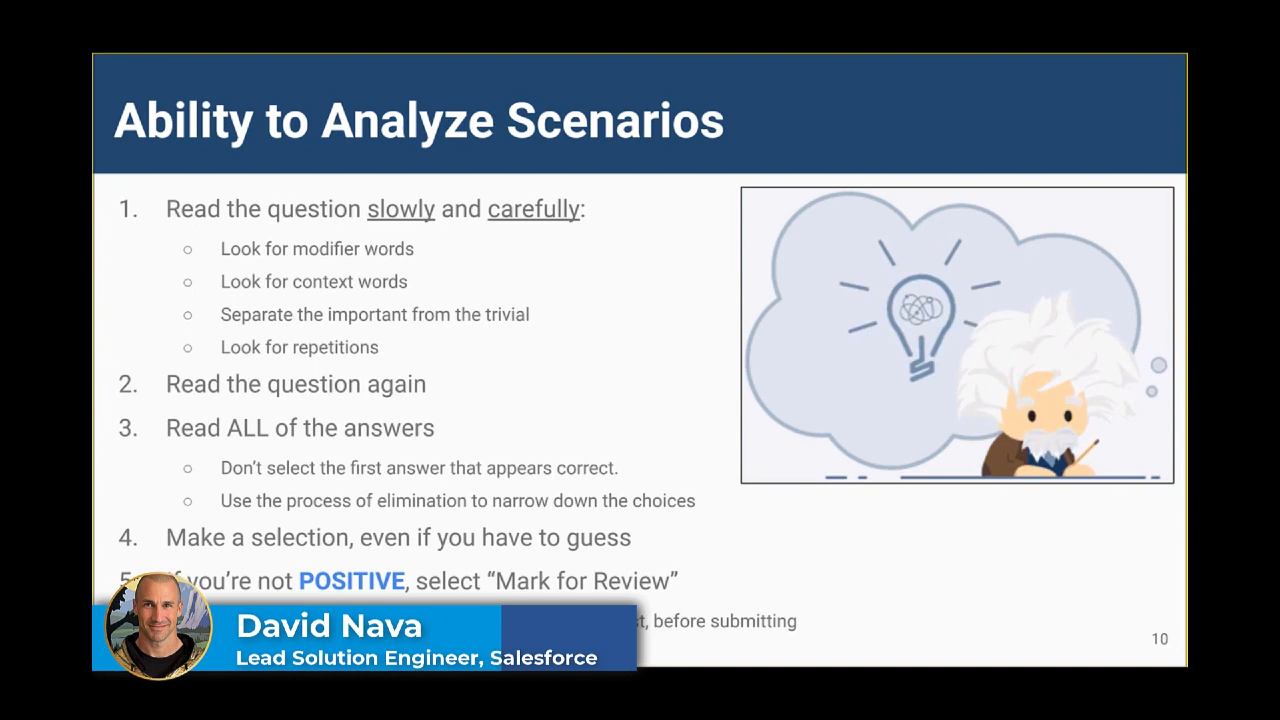 Ability to Analyze Scenarios
1. Read the question slowly and carefully:
○ Look for modifier words
○ Look for context words
○ Separate the important from the trivial
○ Look for repetitions
2. Read the question again
3. Read ALL of the answers
○ Don't select the first answer that appears correct.
○ Use the process of elimination to narrow down the choices
4. Make a selection, even if you have to guess
5. If you're not POSITIVE, select “Mark for Review”
before submitting
10
David Nava
Lead Solution Engineer, Salesforce